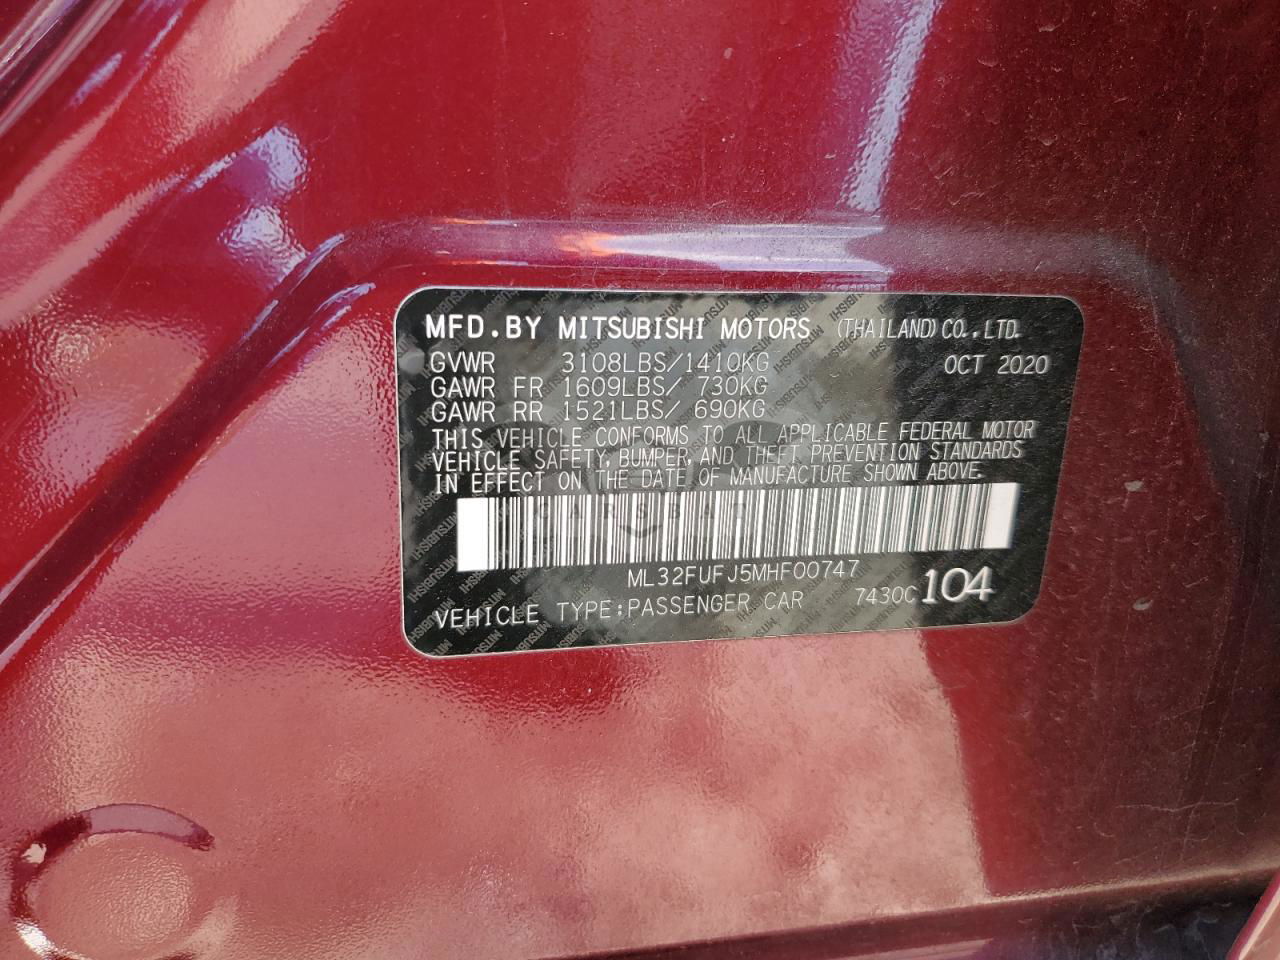 MFD.BY MITSUBISHI MOTORS (THAILAND)CO.,LTD.
GVWR 3108LBS/1410KG OCT 2020
GAWR FR 1609LBS/ 730KG
GAWR RR 1521LBS/ 690KG
THIS VEHICLE CONFORMS TO ALL APPLICABLE FEDERAL MOTOR
VEHICLE SAFETY, BUMPER, AND THEFT PREVENTION STANDARDS
IN EFFECT ON THE DATE OF MANUFACTURE SHOWN ABOVE.
CARSBAT
ML32FUFJ5MHF00747
VEHICLE TYPE:PASSENGER CAR 7430C 104